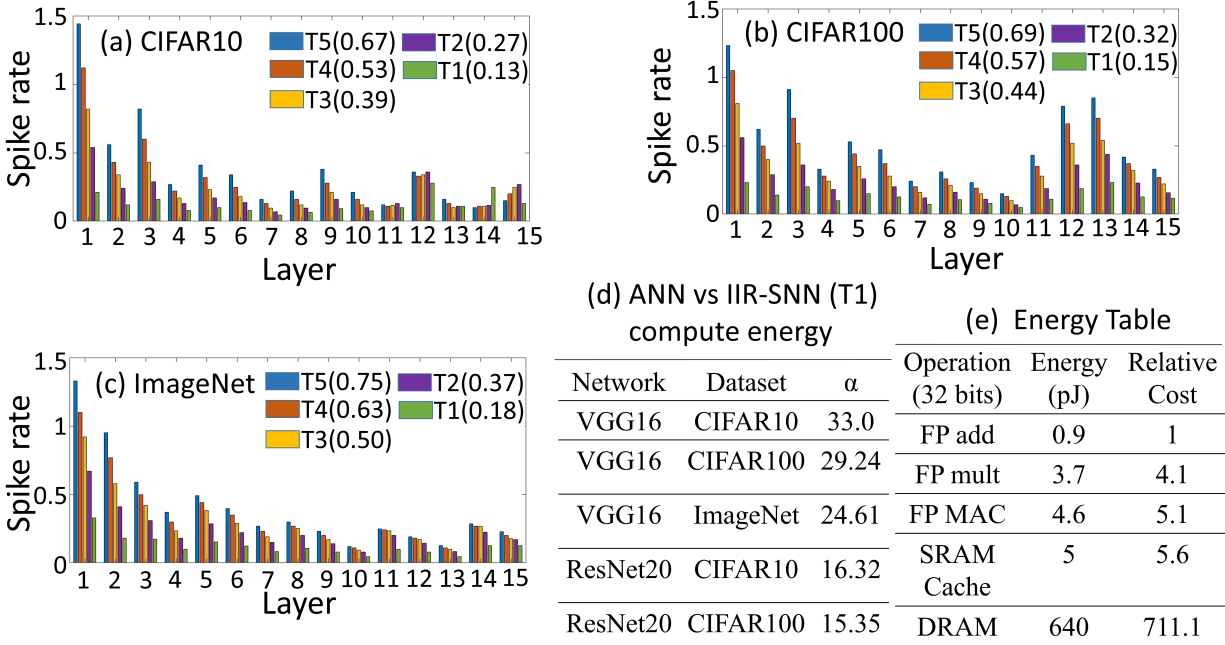 (a) CIFAR10
T5(0.67) T2(0.27)
T4(0.53) T1(0.13)
T3(0.39)
Spike rate
1.5
1
0.5
0
1 2 3 4 5 6 7 8 9 10 11 12 13 14 15
Layer
(b) CIFAR100
T5(0.69) T2(0.32)
T4(0.57) T1(0.15)
T3(0.44)
Spike rate
1.5
1
0.5
0
1 2 3 4 5 6 7 8 9 10 11 12 13 14 15
Layer
(c) ImageNet
T5(0.75) T2(0.37)
T4(0.63) T1(0.18)
T3(0.50)
Spike rate
1.5
1
0.5
0
1 2 3 4 5 6 7 8 9 10 11 12 13 14 15
Layer
(d) ANN vs IIR-SNN (T1)
compute energy
Network Dataset α
VGG16 CIFAR10 33.0
VGG16 CIFAR100 29.24
VGG16 ImageNet 24.61
ResNet20 CIFAR10 16.32
ResNet20 CIFAR100 15.35
(e) Energy Table
Operation Energy Relative
(32 bits) (pJ) Cost
FP add 0.9 1
FP mult 3.7 4.1
FP MAC 4.6 5.1
SRAM 5 5.6
Cache
DRAM 640 711.1